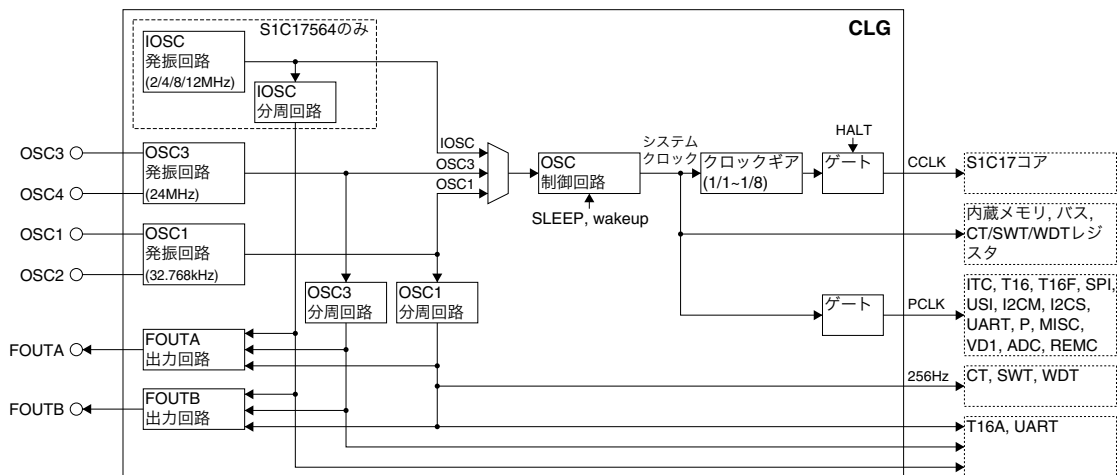 S1C17564のみ
CLG
IOSC
発振回路
(2/4/8/12MHz)
IOSC
分周回路
OSC3
OSC4
OSC3
発振回路
(24MHz)
OSC1
OSC2
OSC1
発振回路
(32.768kHz)
IOSC
OSC3
OSC1
OSC
制御回路
SLEEP, wakeup
システム
クロック
クロックギア
(1/1~1/8)
HALT
ゲート
CCLK
S1C17コア
内蔵メモリ, バス,
CT/SWT/WDTレジ
スタ
OSC3
分周回路
OSC1
分周回路
ゲート
PCLK
ITC, T16, T16F, SPI,
USI, I2CM, I2CS,
UART, P, MISC,
VD1, ADC, REMC
FOUTA
FOUTA
出力回路
256Hz
CT, SWT, WDT
FOUTB
FOUTB
出力回路
T16A, UART